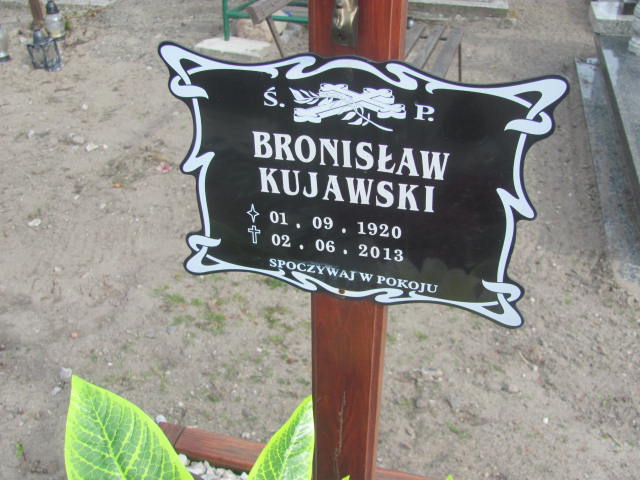 Ś. P.
BRONISŁAW
KUJAWSKI
01.09.1920
02.06.2013
SPOCZYWAJ W POKOJU